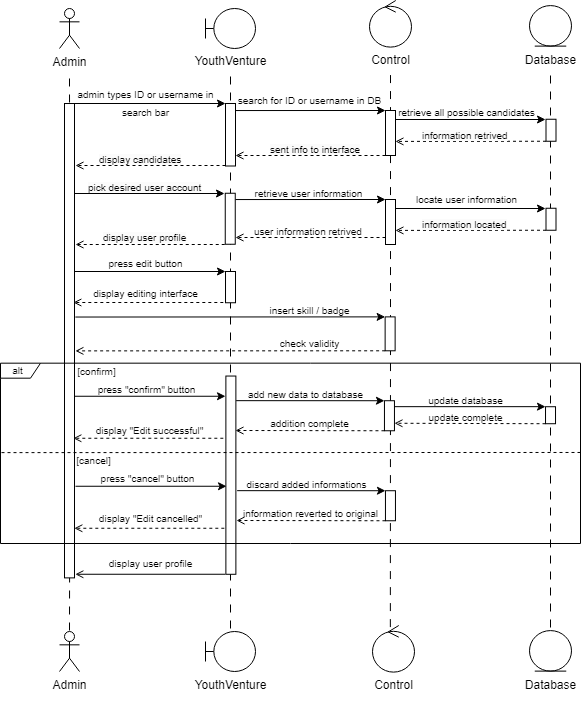 Admin
YouthVenture
Control
Database
admin types ID or username in
search bar
search for ID or username in DB
retrieve all possible candidates
information retrived
sent info to interface
display candidates
pick desired user account
retrieve user information
locate user information
information located
user information retrived
display user profile
press edit button
display editing interface
insert skill / badge
check validity
alt
[confirm]
press "confirm" button
add new data to database
update database
update complete
addition complete
display "Edit successful"
[cancel]
press "cancel" button
discard added informations
information reverted to original
display "Edit cancelled"
display user profile
Admin
YouthVenture
Control
Database